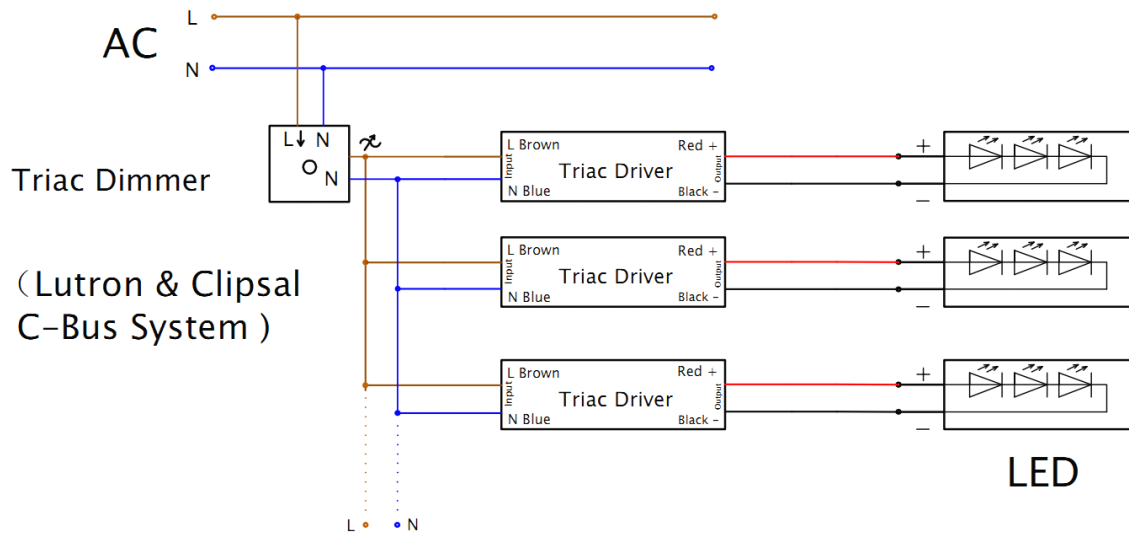 L
AC
N
L N
N
Triac Dimmer
(Lutron & Clipsal
C-Bus System )
L Brown
Input
N Blue
Triac Driver
Red +
Output
Black -
+
-
L Brown
Input
N Blue
Triac Driver
Red +
Output
Black -
+
-
L Brown
Input
N Blue
Triac Driver
Red +
Output
Black -
+
-
LED
L N